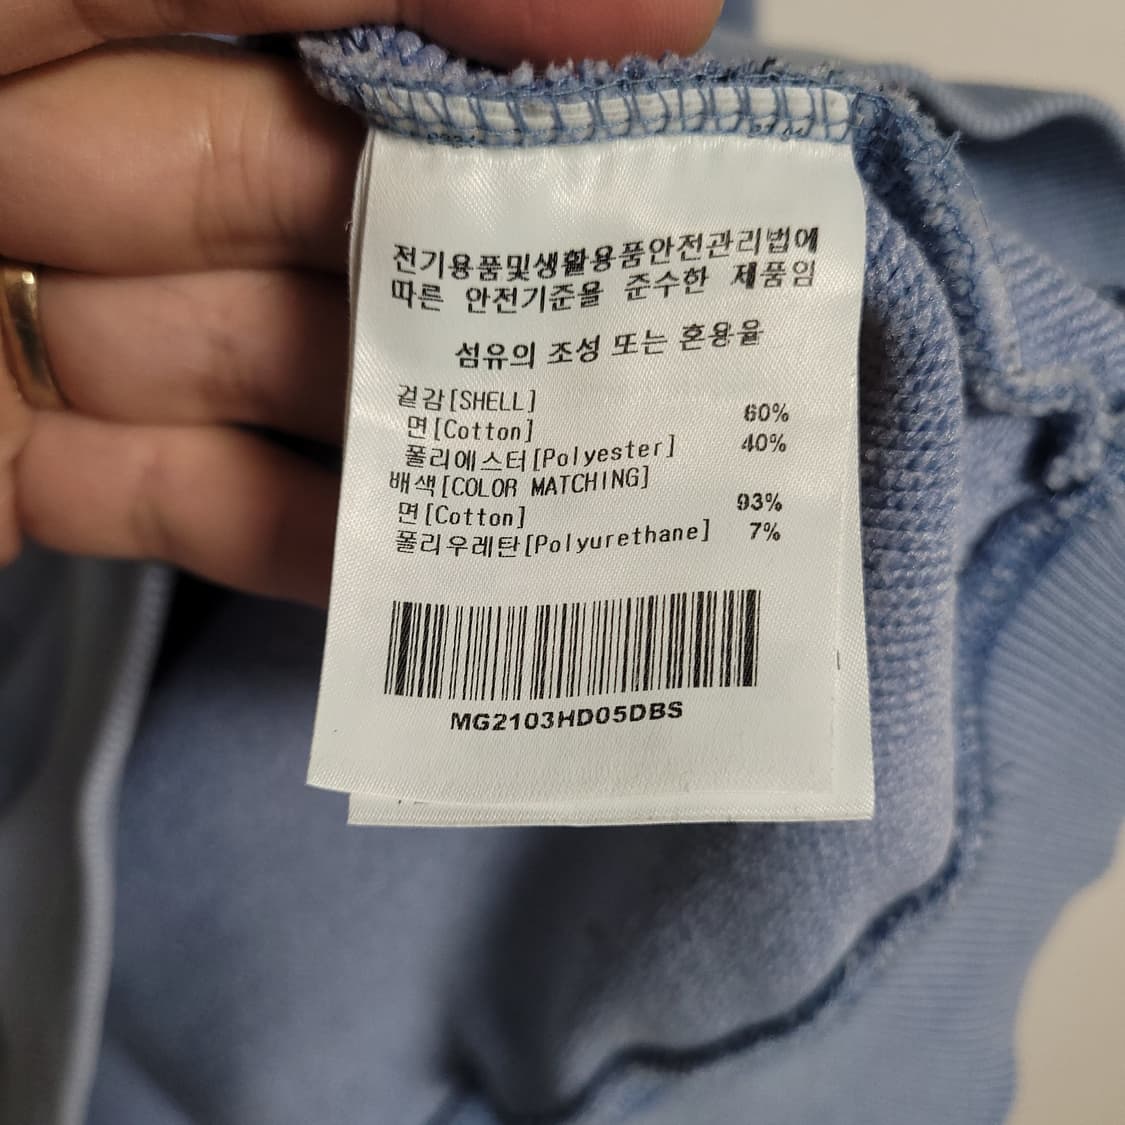 전기용품및생활용품안전관리법에
따른 안전기준을 준수한 제품임
섬유의 조성 또는 혼용율
겉감[SHELL]
면[Cotton] 60%
폴리에스터[Polyester] 40%
배색[COLOR MATCHING]
면[Cotton] 93%
폴리우레탄[Polyurethane] 7%
MG2103HD05DBS